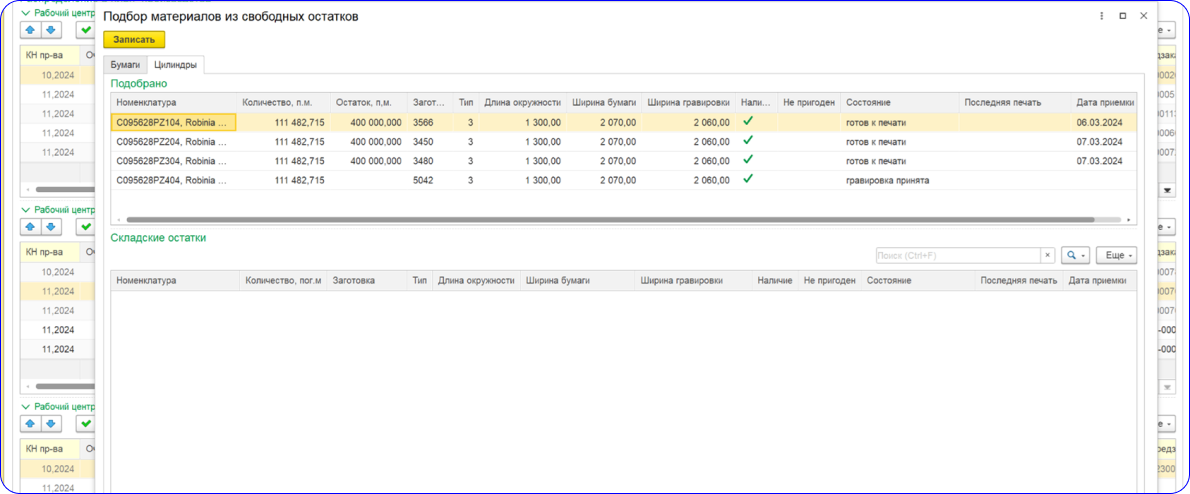 Рабочий центр
Подбор материалов из свободных остатков
Записать
Бумаги Цилиндры
Подобрано
Номенклатура Количество, п.м. Остаток, п,м. Загот... Тип Длина окружности Ширина бумаги Ширина гравировки Нали... Не пригоден Состояние Последняя печать Дата приемки
C095628PZ104, Robinia ... 111 482,715 400 000,000 3566 3 1 300,00 2 070,00 2 060,00 готов к печати 06.03.2024
C095628PZ204, Robinia ... 111 482,715 400 000,000 3450 3 1 300,00 2 070,00 2 060,00 готов к печати 07.03.2024
C095628PZ304, Robinia ... 111 482,715 400 000,000 3480 3 1 300,00 2 070,00 2 060,00 готов к печати 07.03.2024
C095628PZ404, Robinia ... 111 482,715 5042 3 1 300,00 2 070,00 2 060,00 гравировка принята
Складские остатки
Поиск (Ctrl+F) × Еще
Номенклатура Количество, пог.м Заготовка Тип Длина окружности Ширина бумаги Ширина гравировки Наличие Не пригоден Состояние Последняя печать Дата приемки
КН пр-ва
10,2024
11,2024
11,2024
11,2024
11,2024
Рабочий центр
КН пр-ва
10,2024
11,2024
11,2024
11,2024
11,2024
Рабочий центр
КН пр-ва
10,2024
11,2024